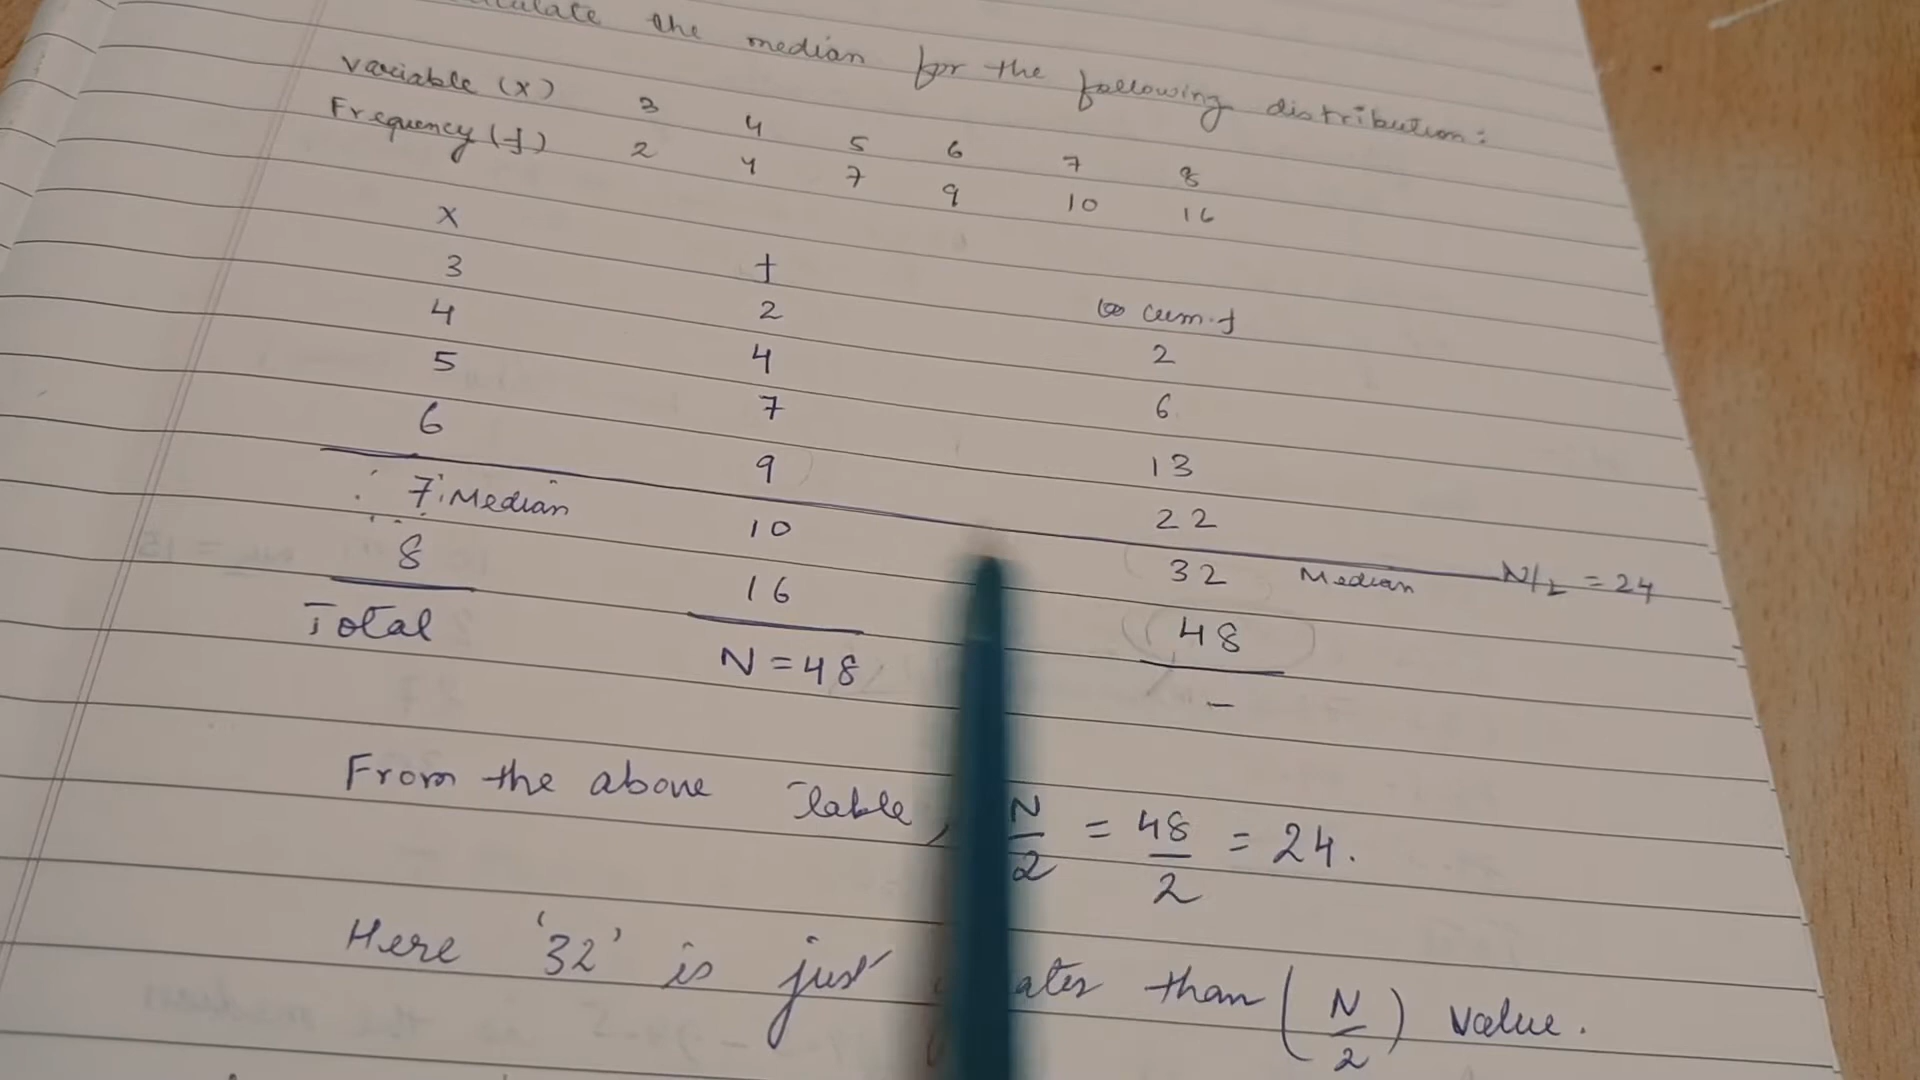 the median for the following distribution:
Variable (x) 3 4 5 6 7 8
Frequency (f) 2 4 7 9 10 16
x f cum.f
3 2 2
4 4 6
5 7 13
6 9 22
7 Median 10 32 Median N/2 = 24
8 16 48
Total N = 48 -
From the above Table, N/2 = 48/2 = 24.
Here '32' is just than (N/2) value.